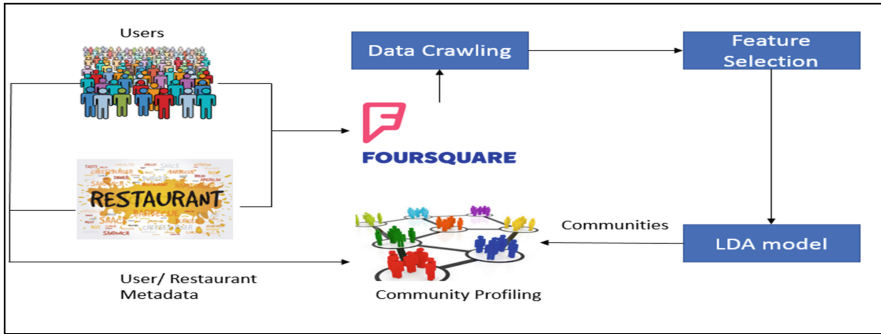 Users
Data Crawling
Feature
Selection
FOURSQUARE
RESTAURANT
Communities
LDA model
User/ Restaurant
Metadata
Community Profiling